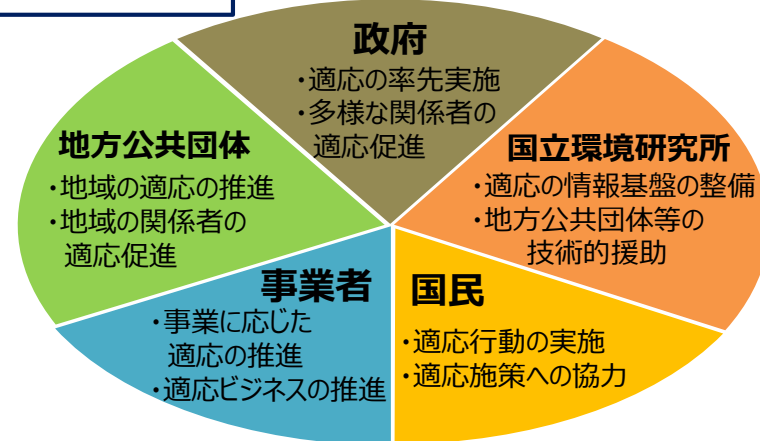 政府
・適応の率先実施
・多様な関係者の
適応促進
地方公共団体
・地域の適応の推進
・地域の関係者の
適応促進
国立環境研究所
・適応の情報基盤の整備
・地方公共団体等の
技術的援助
事業者
・事業に応じた
適応の推進
・適応ビジネスの推進
国民
・適応行動の実施
・適応施策への協力